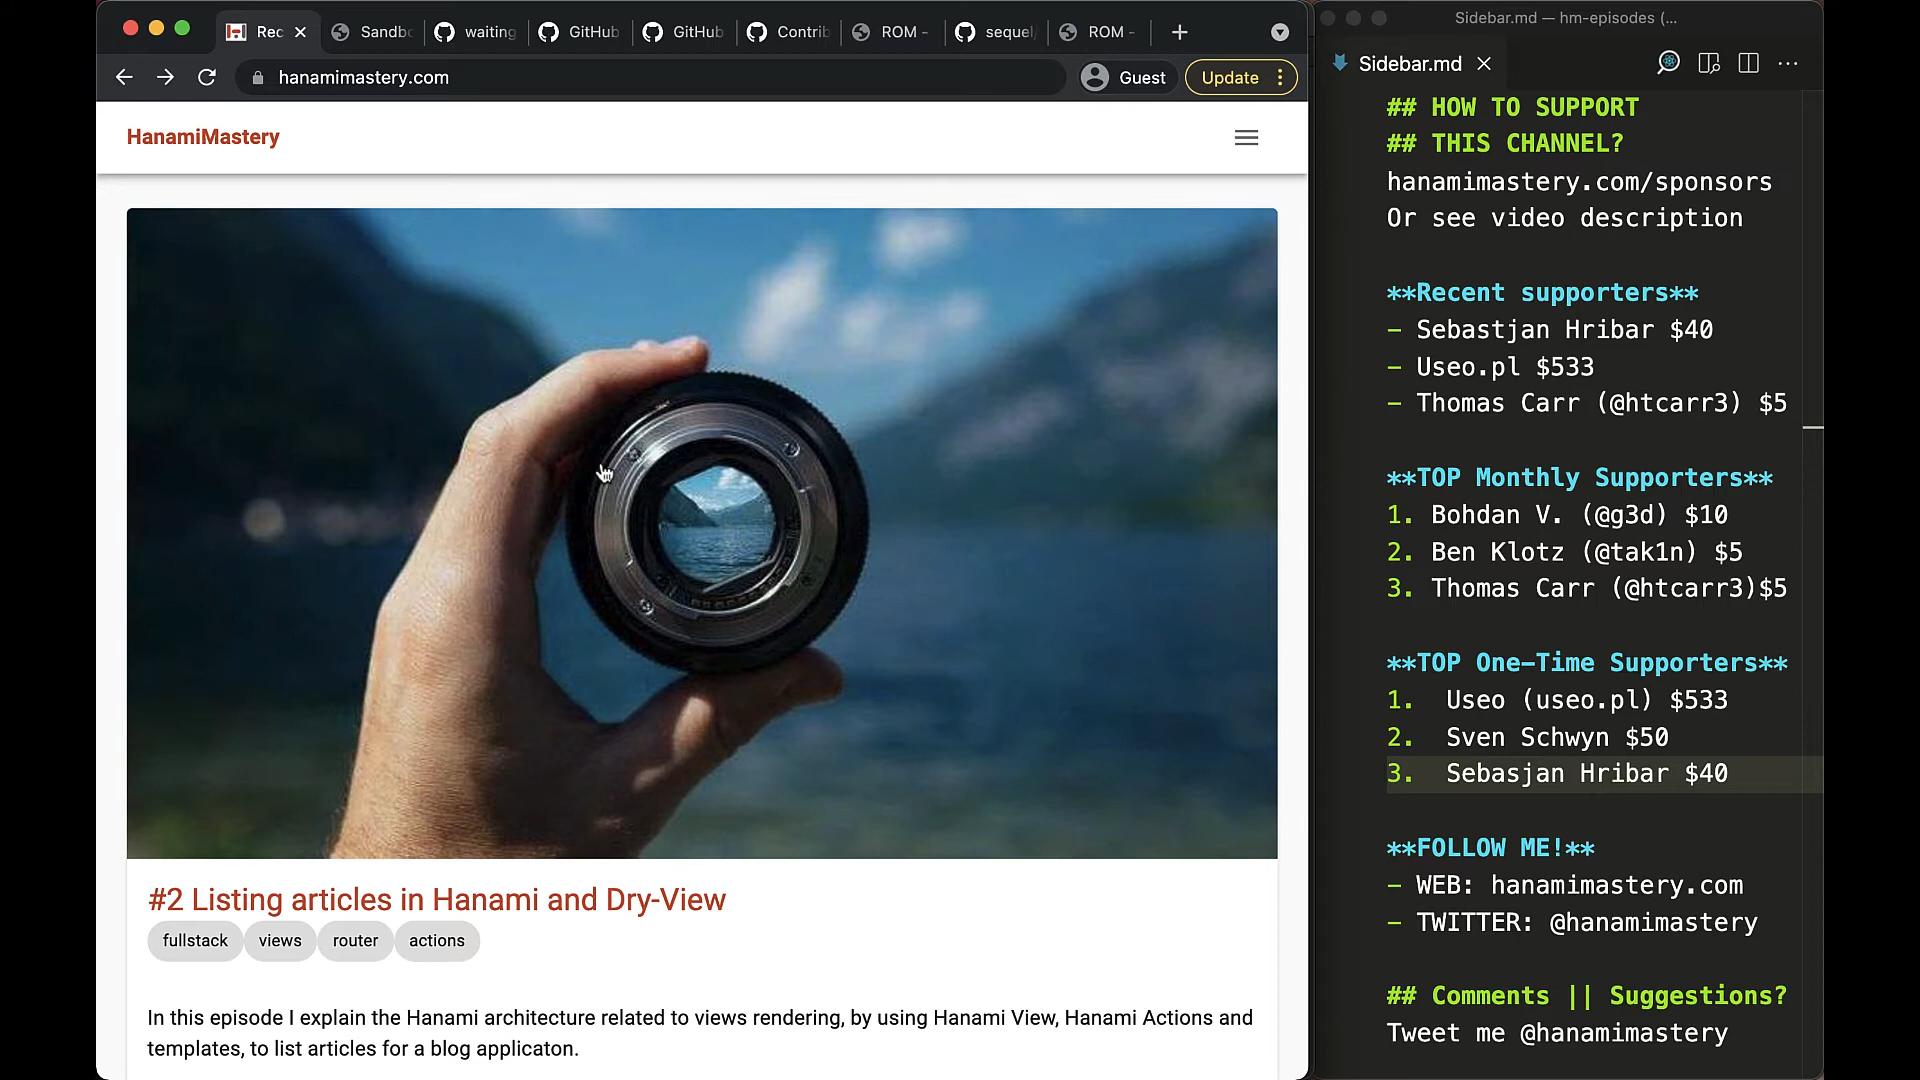 Rec
Sandbo
waiting
GitHub
GitHub
Contrib
ROM -
sequel/
ROM -
hanamimastery.com
Guest
Update
HanamiMastery
#2 Listing articles in Hanami and Dry-View
fullstack
views
router
actions
In this episode I explain the Hanami architecture related to views rendering, by using Hanami View, Hanami Actions and
templates, to list articles for a blog applicaton.
Sidebar.md — hm-episodes (...
Sidebar.md
## HOW TO SUPPORT
## THIS CHANNEL?
hanamimastery.com/sponsors
Or see video description
**Recent supporters**
- Sebastjan Hribar $40
- Useo.pl $533
- Thomas Carr (@htcarr3) $5
**TOP Monthly Supporters**
1. Bohdan V. (@g3d) $10
2. Ben Klotz (@tak1n) $5
3. Thomas Carr (@htcarr3)$5
**TOP One-Time Supporters**
1. Useo (useo.pl) $533
2. Sven Schwyn $50
3. Sebasjan Hribar $40
**FOLLOW ME!**
- WEB: hanamimastery.com
- TWITTER: @hanamimastery
## Comments || Suggestions?
Tweet me @hanamimastery